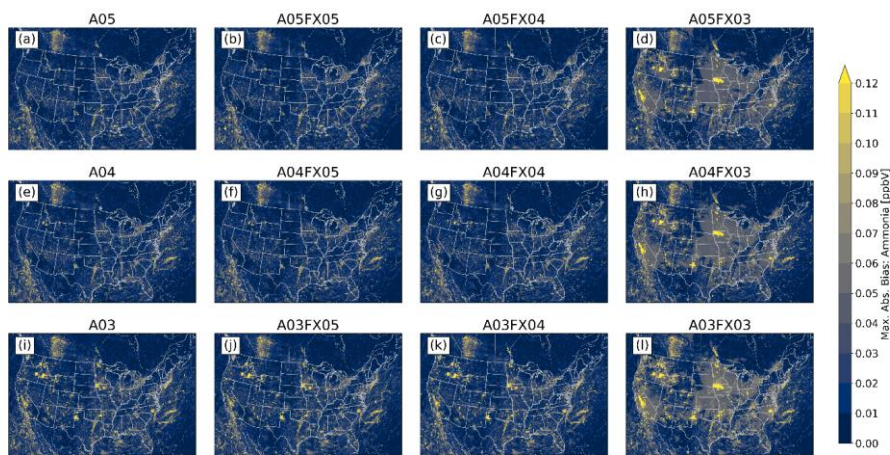 A05 A05FX05 A05FX04 A05FX03
(a) (b) (c) (d)
A04 A04FX05 A04FX04 A04FX03
(e) (f) (g) (h)
A03 A03FX05 A03FX04 A03FX03
(i) (j) (k) (l)
0.12
0.11
0.10
0.09
0.08
0.07
0.06
0.05
0.04
0.03
0.02
0.01
0.00
Max. Abs. Bias: Ammonia [ppbV]